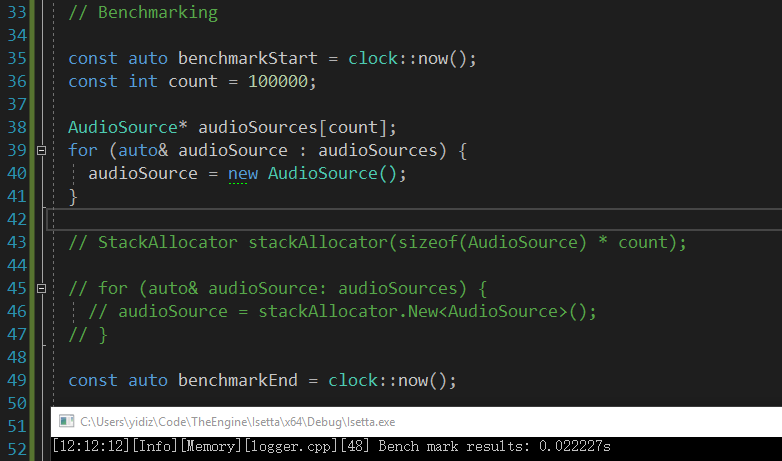 33 // Benchmarking
34
35 const auto benchmarkStart = clock::now();
36 const int count = 100000;
37
38 AudioSource* audioSources[count];
39 for (auto& audioSource : audioSources) {
40 audioSource = new AudioSource();
41 }
42
43 // StackAllocator stackAllocator(sizeof(AudioSource) * count);
44
45 // for (auto& audioSource: audioSources) {
46 // audioSource = stackAllocator.New<AudioSource>();
47 // }
48
49 const auto benchmarkEnd = clock::now();
50
51 C:\Users\yidiz\Code\TheEngine\Isetta\x64\Debug\Isetta.exe
52 [12:12:12][Info][Memory][logger.cpp][48] Bench mark results: 0.022227s